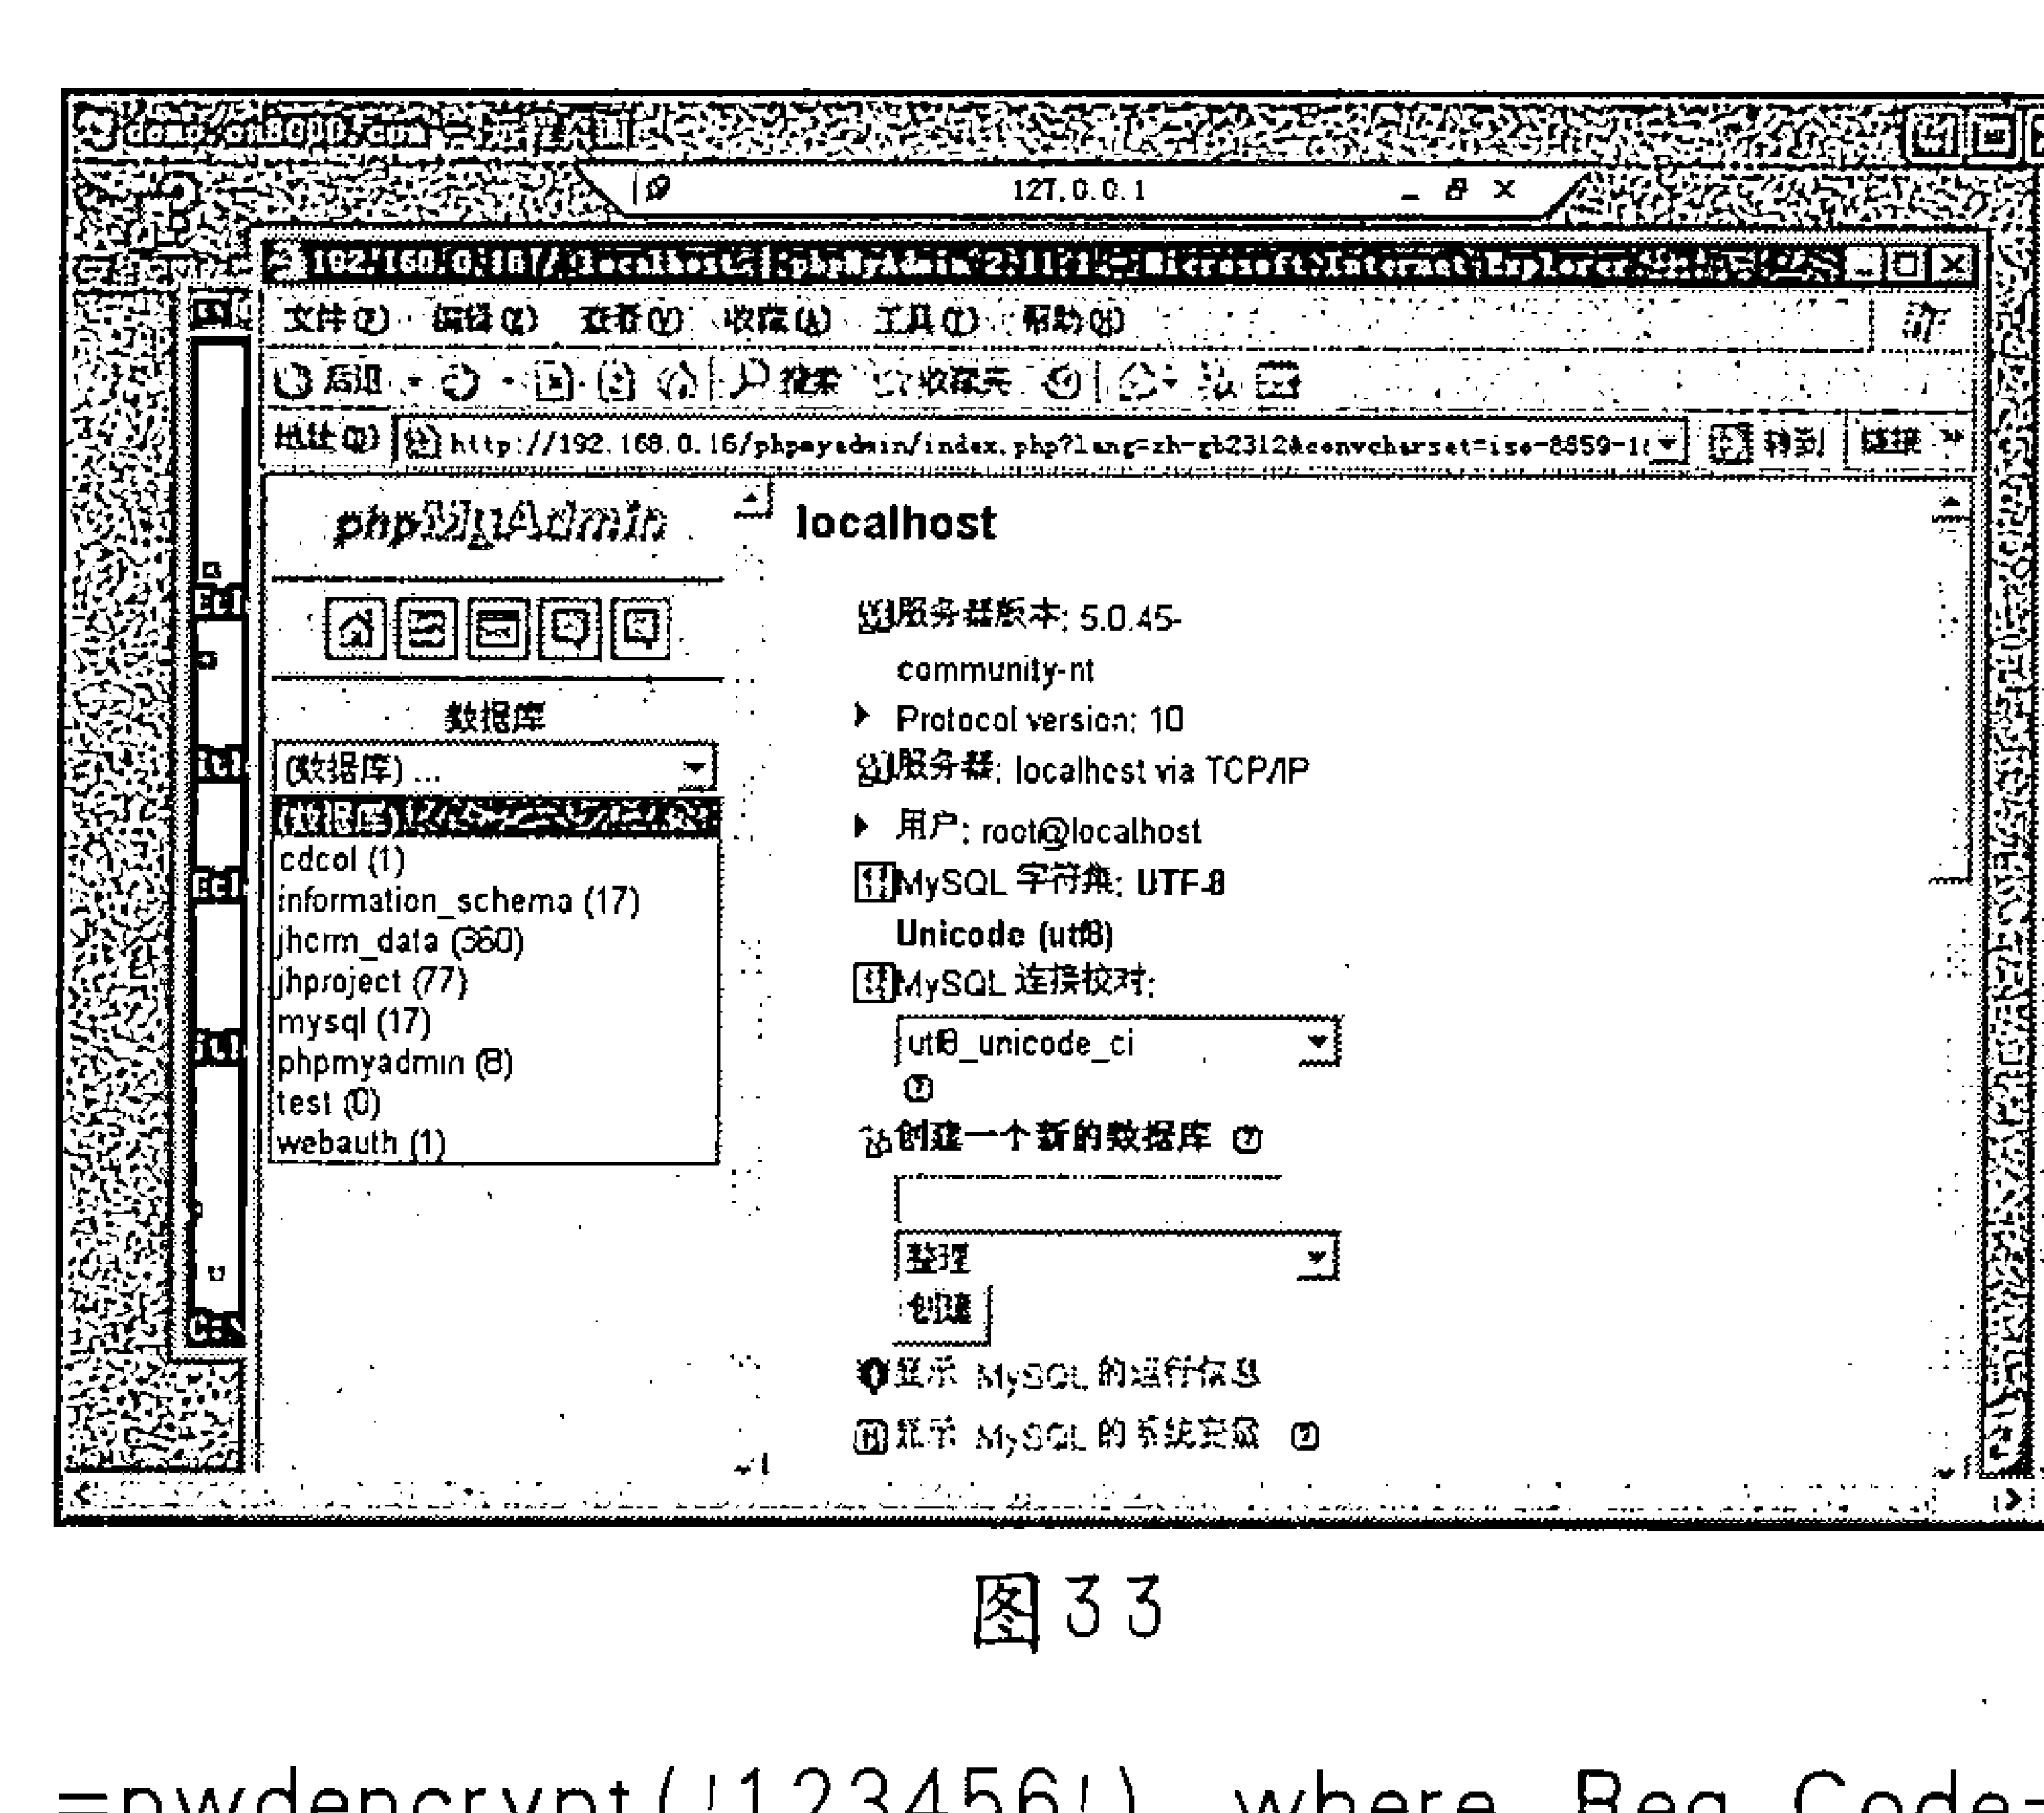 127.0.0.1
文件(F) 编辑(E) 查看(V) 收藏(A) 工具(T) 帮助(H)
后退 搜索 收藏夹
地址(D) http://192.168.0.16/phpmyadmin/index.php?lang=zh-gb2312&convcharset=iso-8859-1 转到 链接 »
phpMyAdmin
数据库
(数据库) ...
(数据库)
cdcol (1)
information_schema (17)
jhcrm_data (360)
jhproject (77)
mysql (17)
phpmyadmin (8)
test (0)
webauth (1)
localhost
服务器版本: 5.0.45-
community-nt
Protocol version: 10
服务器: localhost via TCP/IP
用户: root@localhost
MySQL 字符集: UTF-8
Unicode (utf8)
MySQL 连接校对:
utf8_unicode_ci
创建一个新的数据库
整理
创建
显示 MySQL 的运行信息
显示 MySQL 的系统变量
图33
=pwdencrypt('123456') where Reg_Code=